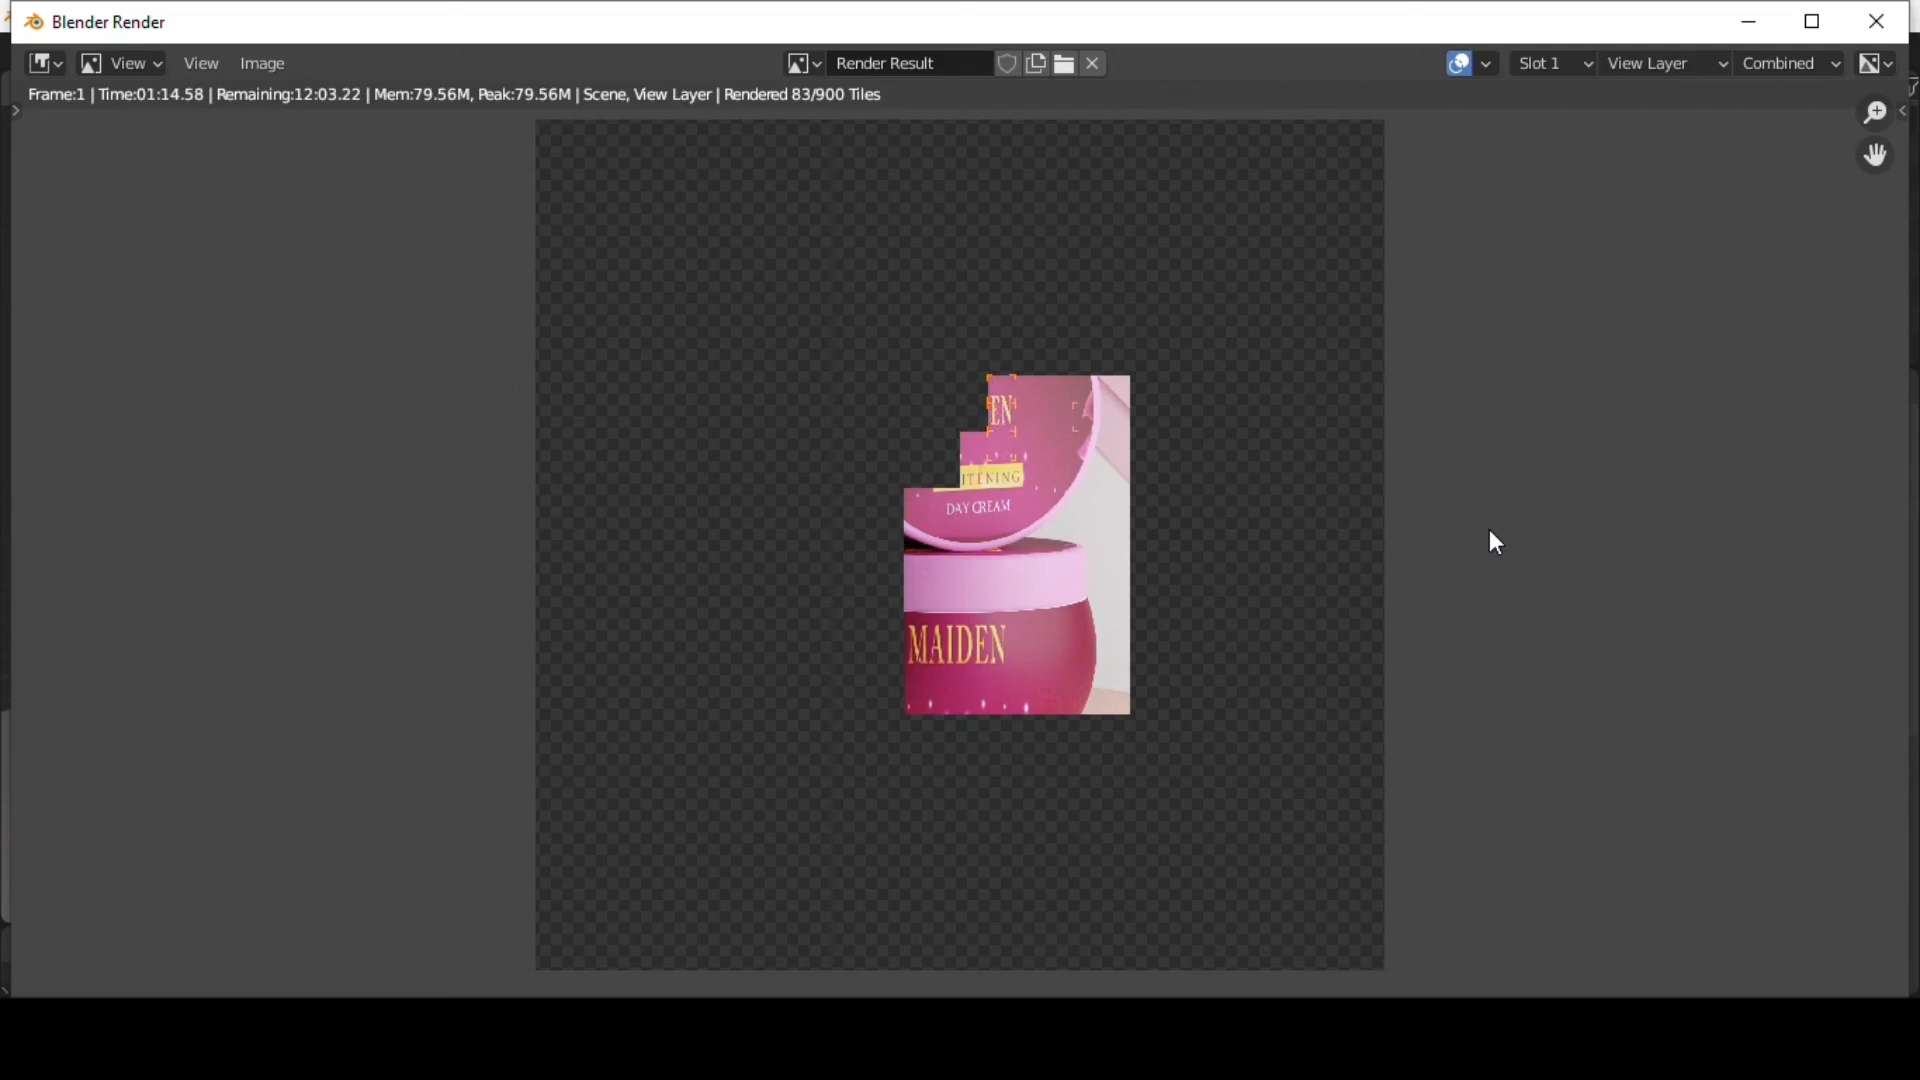 Blender Render
View View Image Render Result Slot 1 View Layer Combined
Frame:1 | Time:01:14.58 | Remaining:12:03.22 | Mem:79.56M, Peak:79.56M | Scene, View Layer | Rendered 83/900 Tiles
EN
ITENING
DAY CREAM
MAIDEN